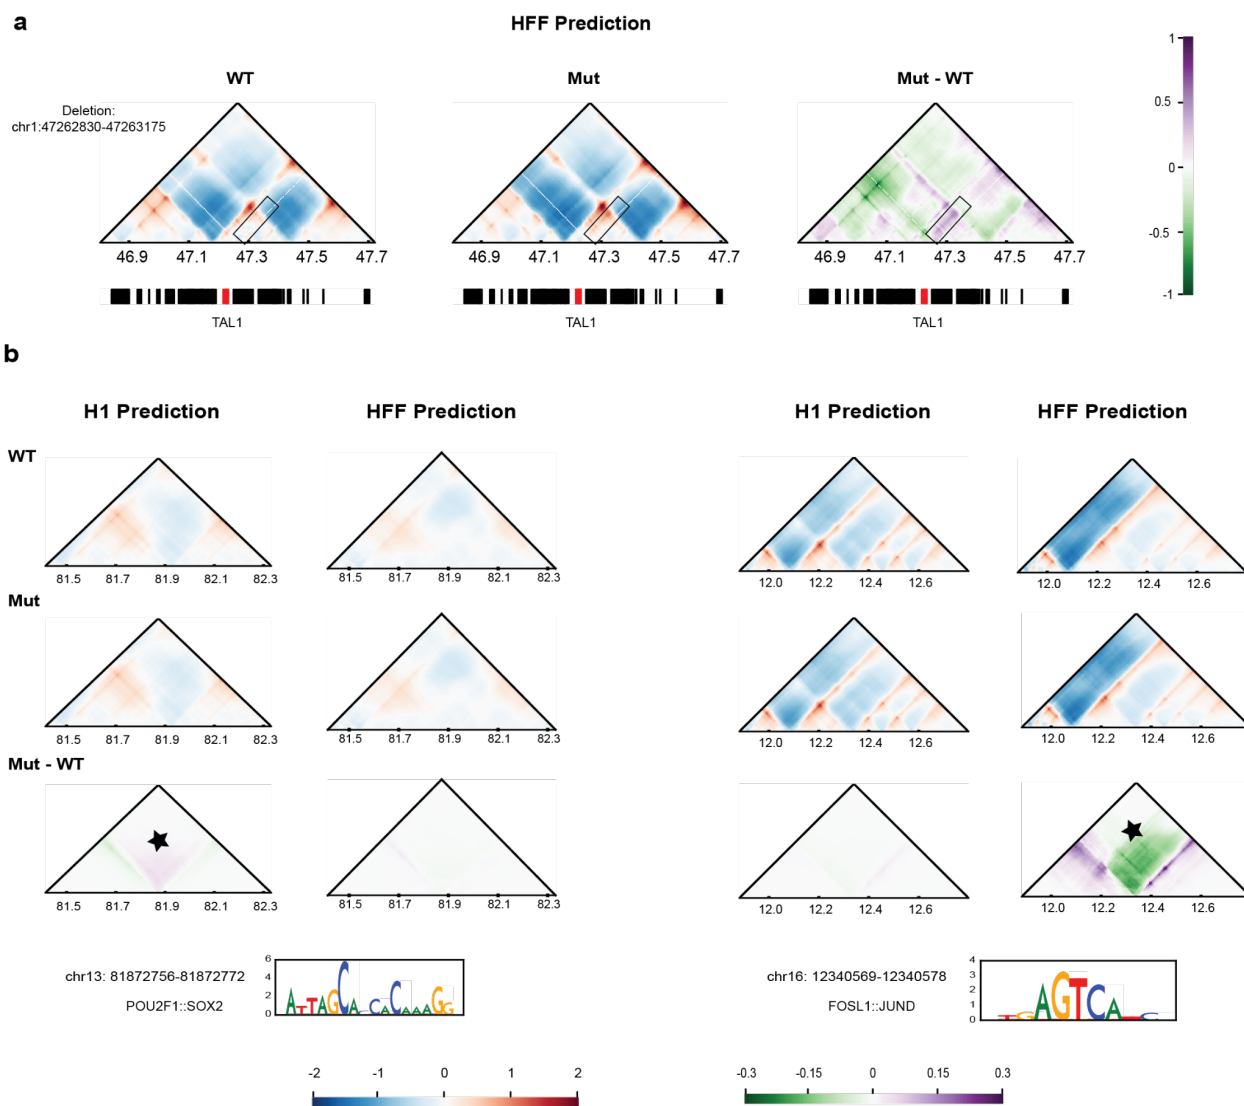 a
HFF Prediction
WT
Mut
Mut - WT
Deletion:
chr1:47262830-47263175
1
0.5
0
-0.5
-1
46.9 47.1 47.3 47.5 47.7
46.9 47.1 47.3 47.5 47.7
46.9 47.1 47.3 47.5 47.7
TAL1
TAL1
TAL1
b
H1 Prediction
HFF Prediction
H1 Prediction
HFF Prediction
WT
81.5 81.7 81.9 82.1 82.3
81.5 81.7 81.9 82.1 82.3
12.0 12.2 12.4 12.6
12.0 12.2 12.4 12.6
Mut
81.5 81.7 81.9 82.1 82.3
81.5 81.7 81.9 82.1 82.3
12.0 12.2 12.4 12.6
12.0 12.2 12.4 12.6
Mut - WT
81.5 81.7 81.9 82.1 82.3
81.5 81.7 81.9 82.1 82.3
12.0 12.2 12.4 12.6
12.0 12.2 12.4 12.6
chr13: 81872756-81872772
POU2F1::SOX2
6
4
2
0
ATTAGCA CACAAAGG
chr16: 12340569-12340578
FOSL1::JUND
4
3
2
1
0
AGTCA
-2 -1 0 1 2
-0.3 -0.15 0 0.15 0.3